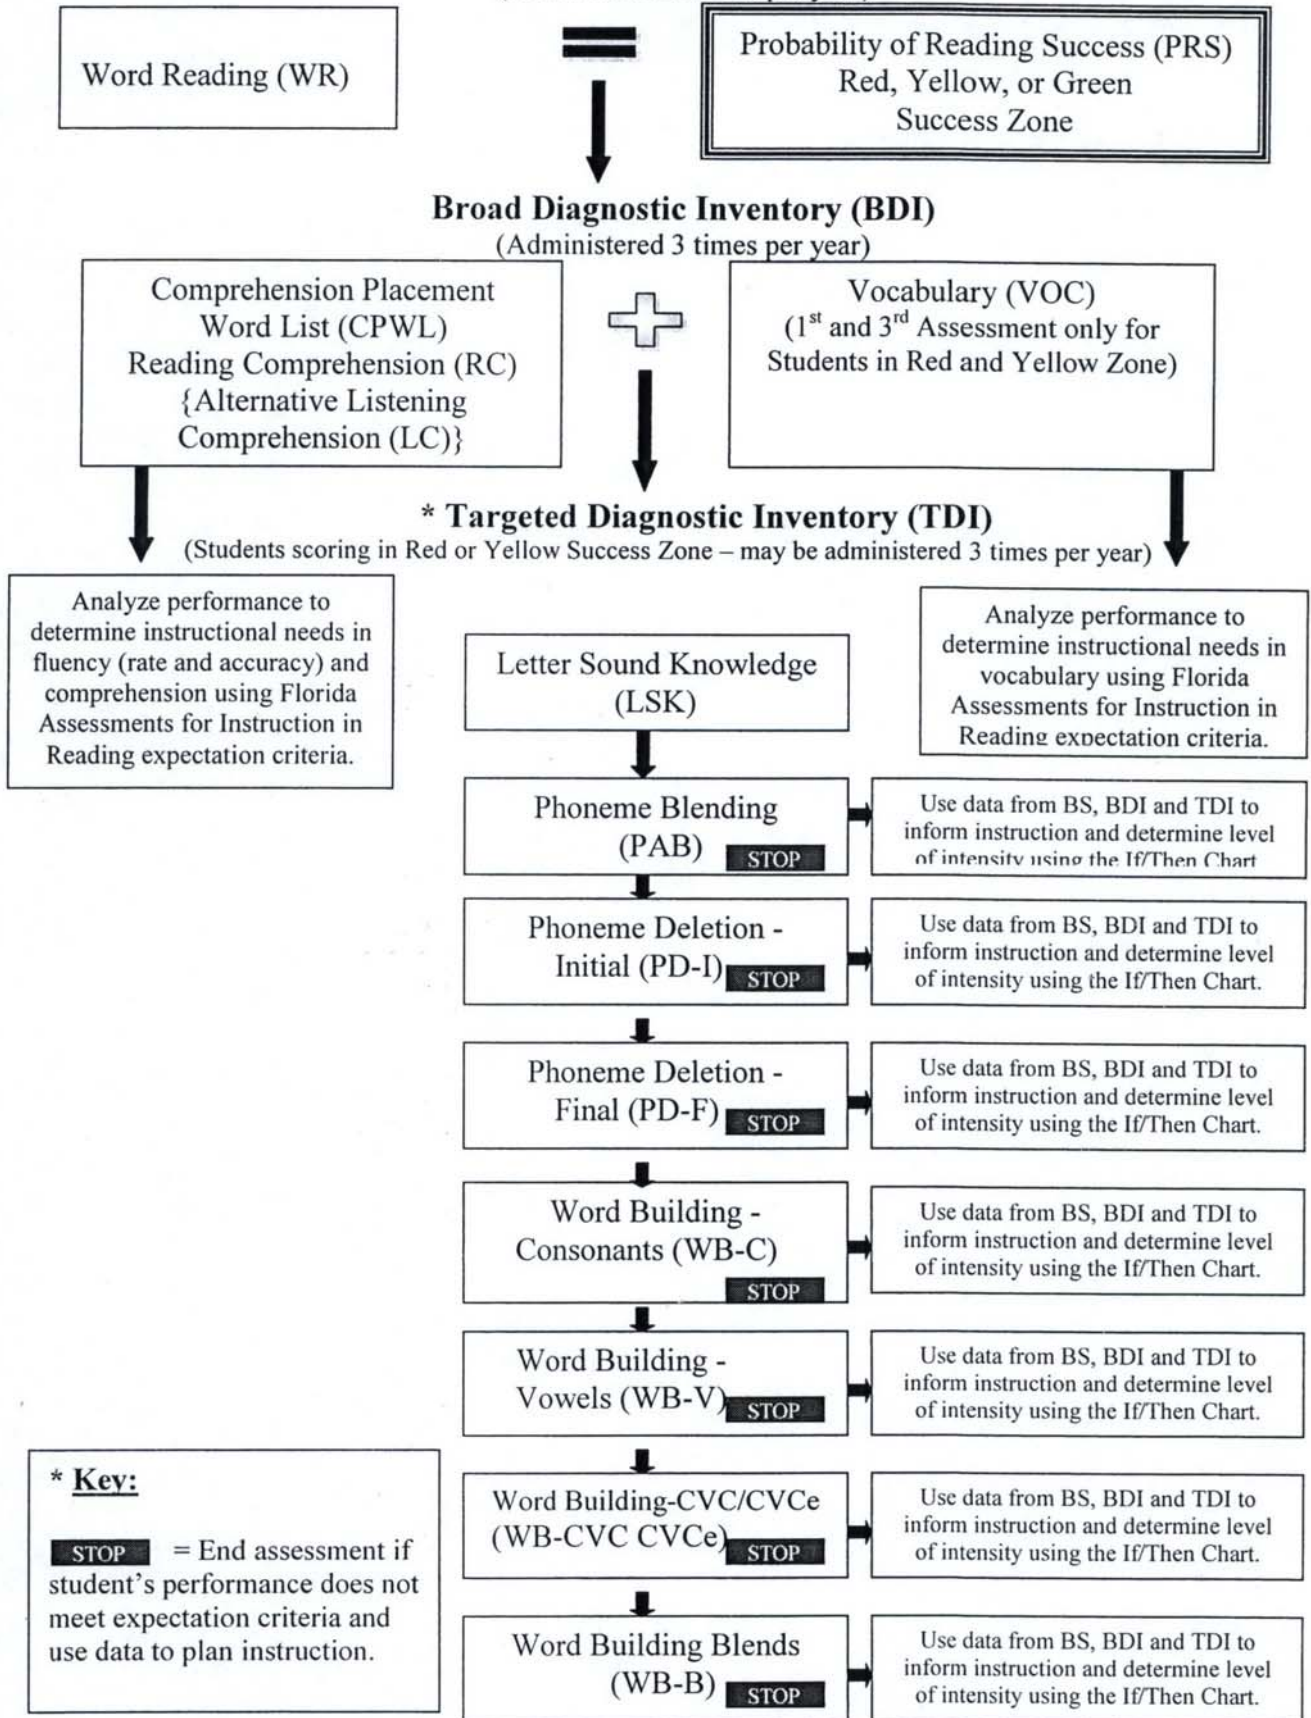 Word Reading (WR)
Probability of Reading Success (PRS)
Red, Yellow, or Green
Success Zone
Broad Diagnostic Inventory (BDI)
(Administered 3 times per year)
Comprehension Placement
Word List (CPWL)
Reading Comprehension (RC)
{Alternative Listening
Comprehension (LC)}
Vocabulary (VOC)
(1st and 3rd Assessment only for
Students in Red and Yellow Zone)
* Targeted Diagnostic Inventory (TDI)
(Students scoring in Red or Yellow Success Zone – may be administered 3 times per year)
Analyze performance to
determine instructional needs in
fluency (rate and accuracy) and
comprehension using Florida
Assessments for Instruction in
Reading expectation criteria.
Letter Sound Knowledge
(LSK)
Analyze performance to
determine instructional needs in
vocabulary using Florida
Assessments for Instruction in
Reading expectation criteria.
Phoneme Blending
(PAB) STOP
Use data from BS, BDI and TDI to
inform instruction and determine level
of intensity using the If/Then Chart
Phoneme Deletion -
Initial (PD-I) STOP
Use data from BS, BDI and TDI to
inform instruction and determine level
of intensity using the If/Then Chart.
Phoneme Deletion -
Final (PD-F) STOP
Use data from BS, BDI and TDI to
inform instruction and determine level
of intensity using the If/Then Chart.
Word Building -
Consonants (WB-C)
STOP
Use data from BS, BDI and TDI to
inform instruction and determine level
of intensity using the If/Then Chart.
Word Building -
Vowels (WB-V) STOP
Use data from BS, BDI and TDI to
inform instruction and determine level
of intensity using the If/Then Chart.
* Key:
STOP = End assessment if
student's performance does not
meet expectation criteria and
use data to plan instruction.
Word Building-CVC/CVCe
(WB-CVC CVCe) STOP
Use data from BS, BDI and TDI to
inform instruction and determine level
of intensity using the If/Then Chart.
Word Building Blends
(WB-B) STOP
Use data from BS, BDI and TDI to
inform instruction and determine level
of intensity using the If/Then Chart.